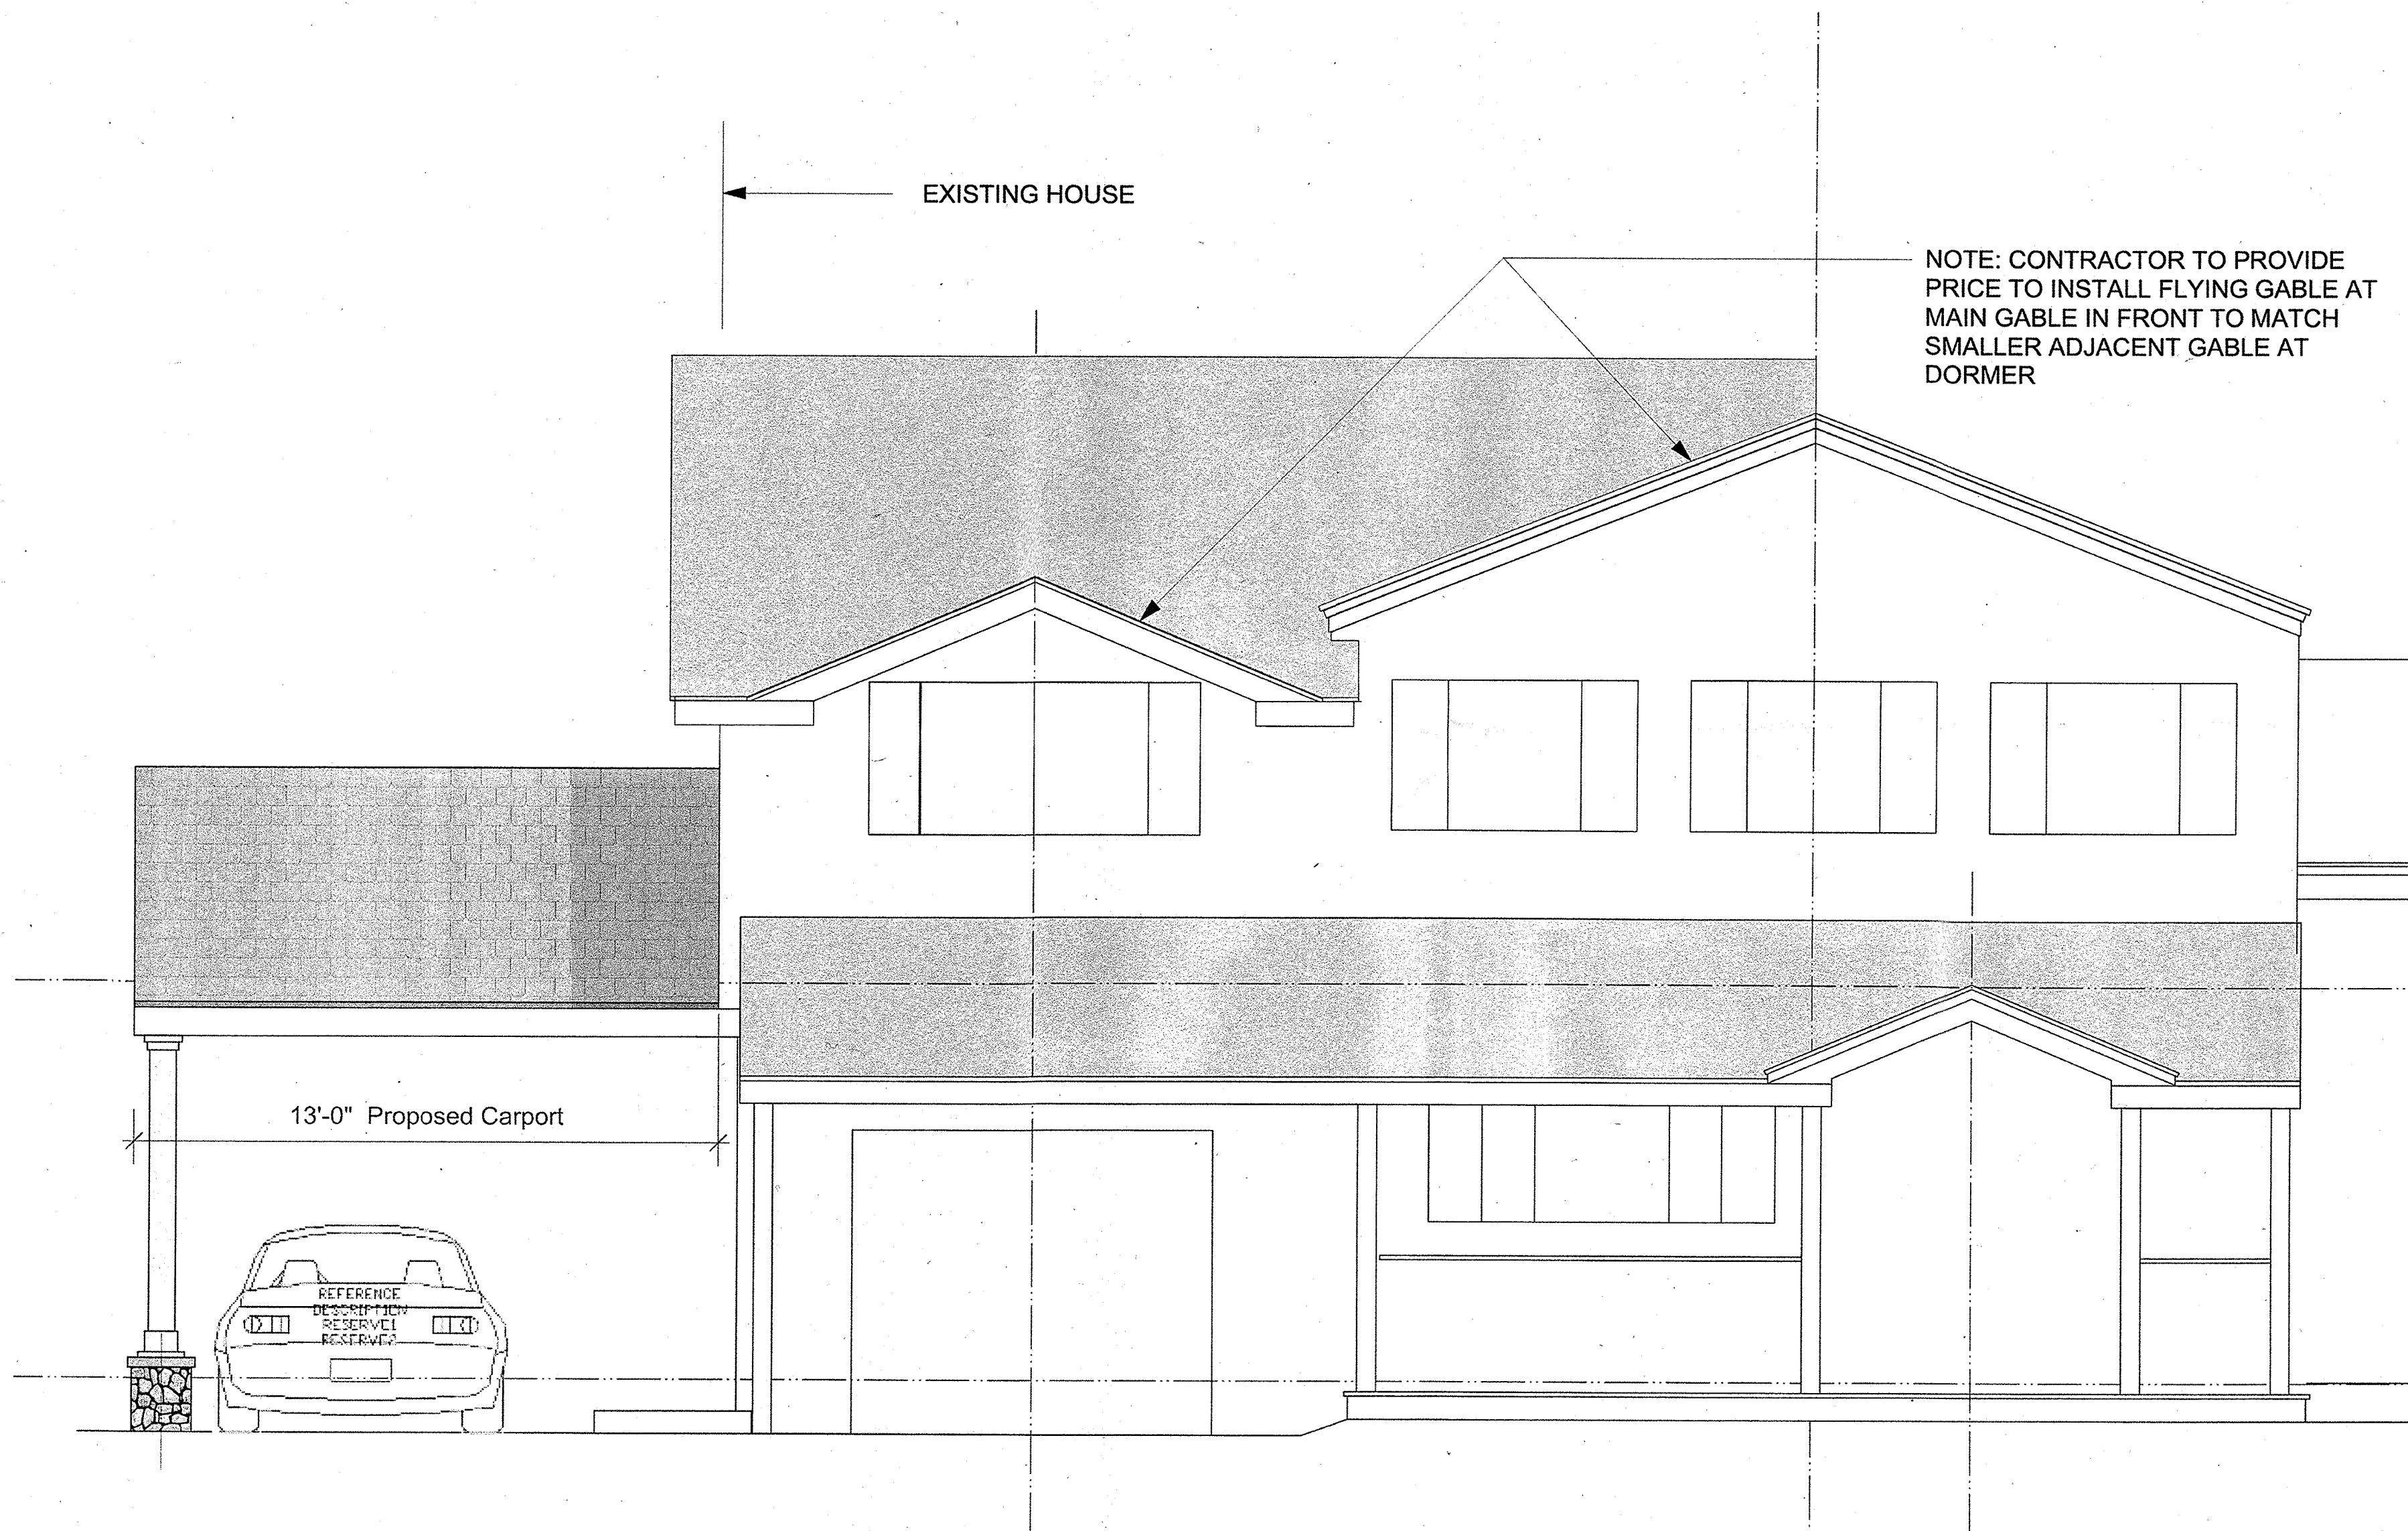 EXISTING HOUSE
NOTE: CONTRACTOR TO PROVIDE
PRICE TO INSTALL FLYING GABLE AT
MAIN GABLE IN FRONT TO MATCH
SMALLER ADJACENT GABLE AT
DORMER
13'-0" Proposed Carport
REFERENCE
DESCRIPTION
RESERVE1
RESERVE2